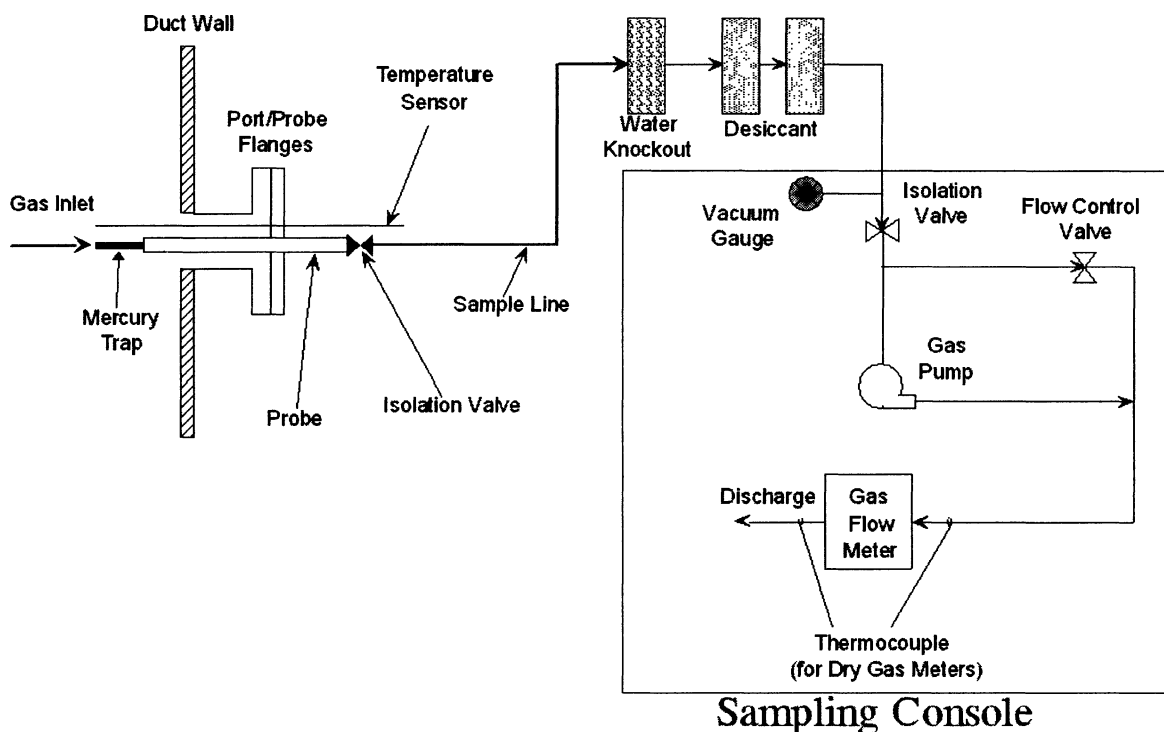 Duct Wall
Temperature
Sensor
Port/Probe
Flanges
Gas Inlet
Mercury
Trap
Probe
Isolation Valve
Sample Line
Water
Knockout
Desiccant
Vacuum
Gauge
Isolation
Valve
Flow Control
Valve
Gas
Pump
Discharge
Gas
Flow
Meter
Thermocouple
(for Dry Gas Meters)
Sampling Console